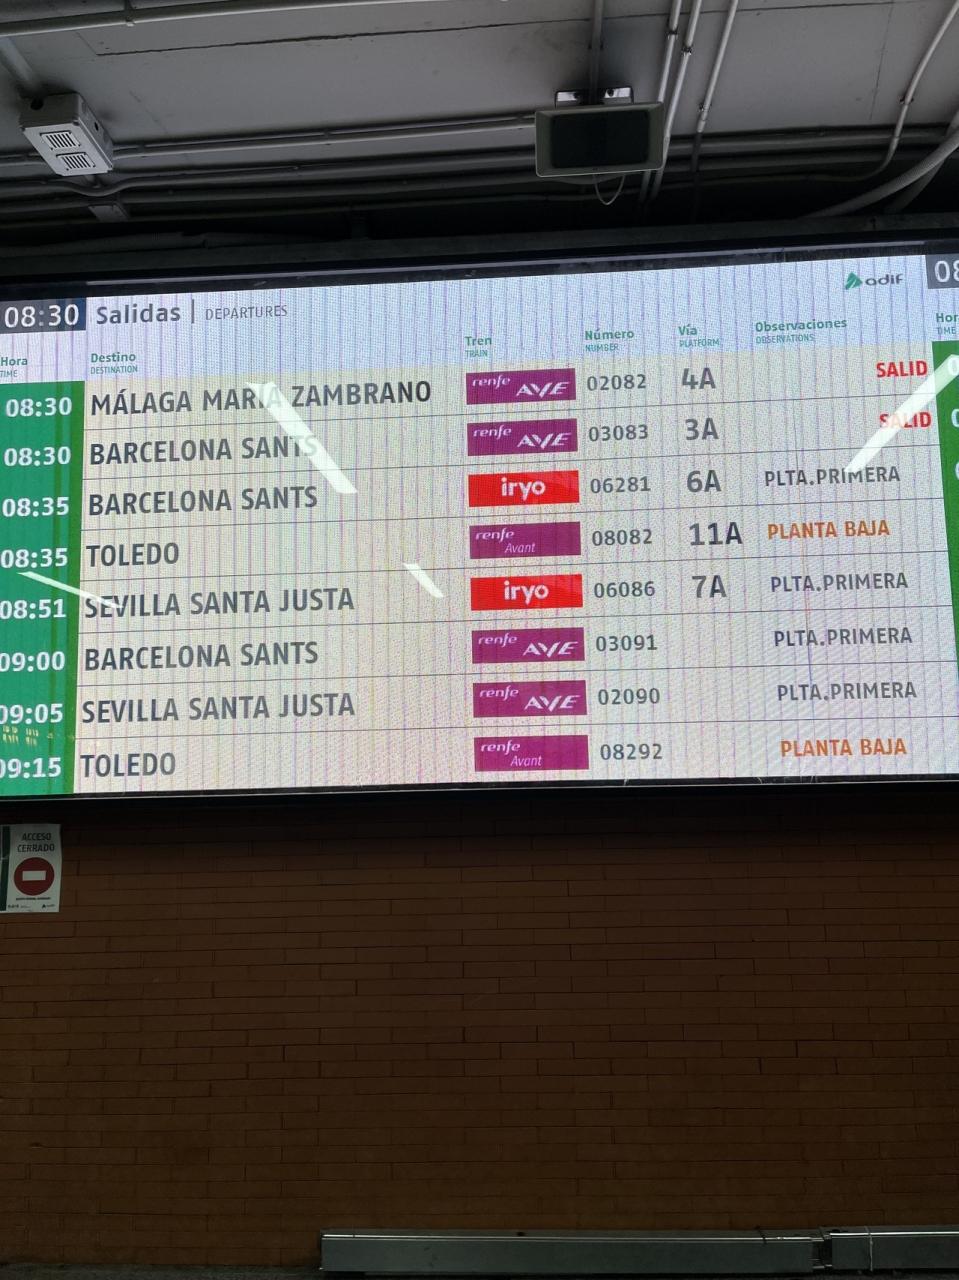 08:30 Salidas | DEPARTURES adif 08
Hora Destino Tren Número Vía Observaciones Hor
TIME DESTINATION TRAIN NUMBER PLATFORM OBSERVATIONS TIME
08:30 MÁLAGA MARÍA ZAMBRANO renfe AVE 02082 4A SALID
08:30 BARCELONA SANTS renfe AVE 03083 3A SALID
08:35 BARCELONA SANTS iryo 06281 6A PLTA.PRIMERA
08:35 TOLEDO renfe Avant 08082 11A PLANTA BAJA
08:51 SEVILLA SANTA JUSTA iryo 06086 7A PLTA.PRIMERA
09:00 BARCELONA SANTS renfe AVE 03091 PLTA.PRIMERA
09:05 SEVILLA SANTA JUSTA renfe AVE 02090 PLTA.PRIMERA
09:15 TOLEDO renfe Avant 08292 PLANTA BAJA
ACCESO
CERRADO